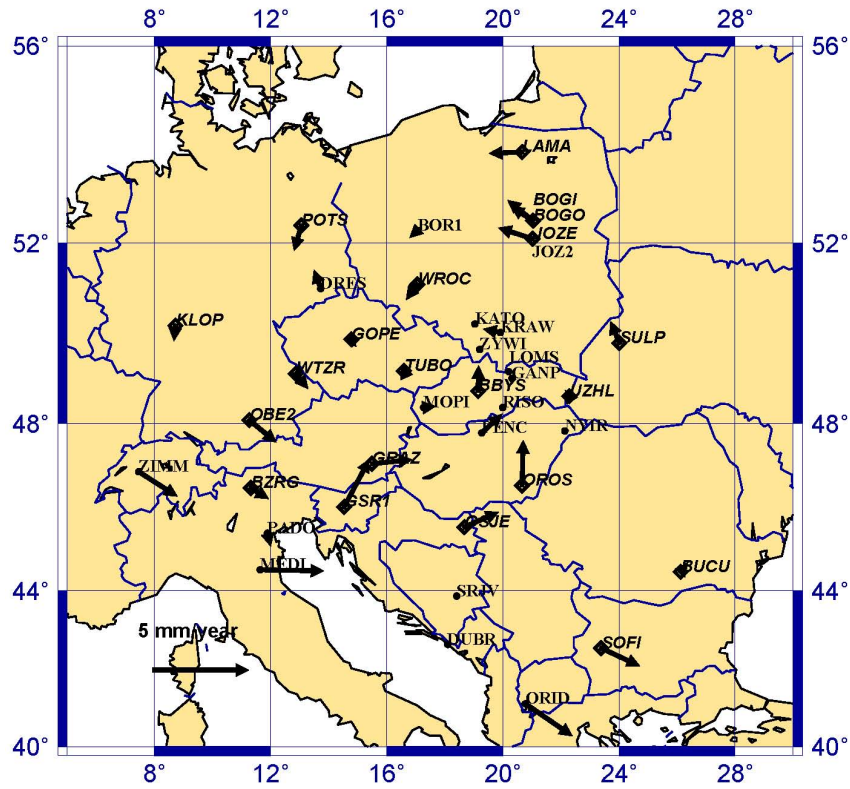 8° 12° 16° 20° 24° 28°
56° 56°
LAMA
BOGI
BOGO
POTS
BOR1
JOZE
52° 52°
JOZ2
DRES
WROC
KLOP
KATO
KRAW
GOPE
SULP
ZYWI
LOMS
WTZR
TUBO
GANP
BBYS
UZHL
MOPI
RISO
OBE2
48° 48°
PENC
NYIR
GRAZ
ZIMM
BZRG
OROS
GSR1
OSJE
PADO
MEDI
BUCU
44° 44°
SRJV
5 mm/year
DUBR
SOFI
ORID
40° 40°
8° 12° 16° 20° 24° 28°